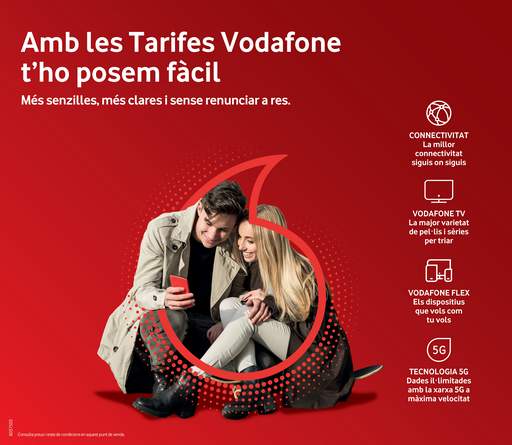 Amb les Tarifes Vodafone
t'ho posem fàcil
Més senzilles, més clares i sense renunciar a res.
CONNECTIVITAT
La millor
connectivitat
siguis on siguis
VODAFONE TV
La major varietat
de pel·lis i sèries
per triar
VODAFONE FLEX
Els dispositius
que vols com
tu vols
5G
TECNOLOGIA 5G
Dades il·limitades
amb la xarxa 5G a
màxima velocitat
Consulta preus i resta de condicions en aquest punt de venda.